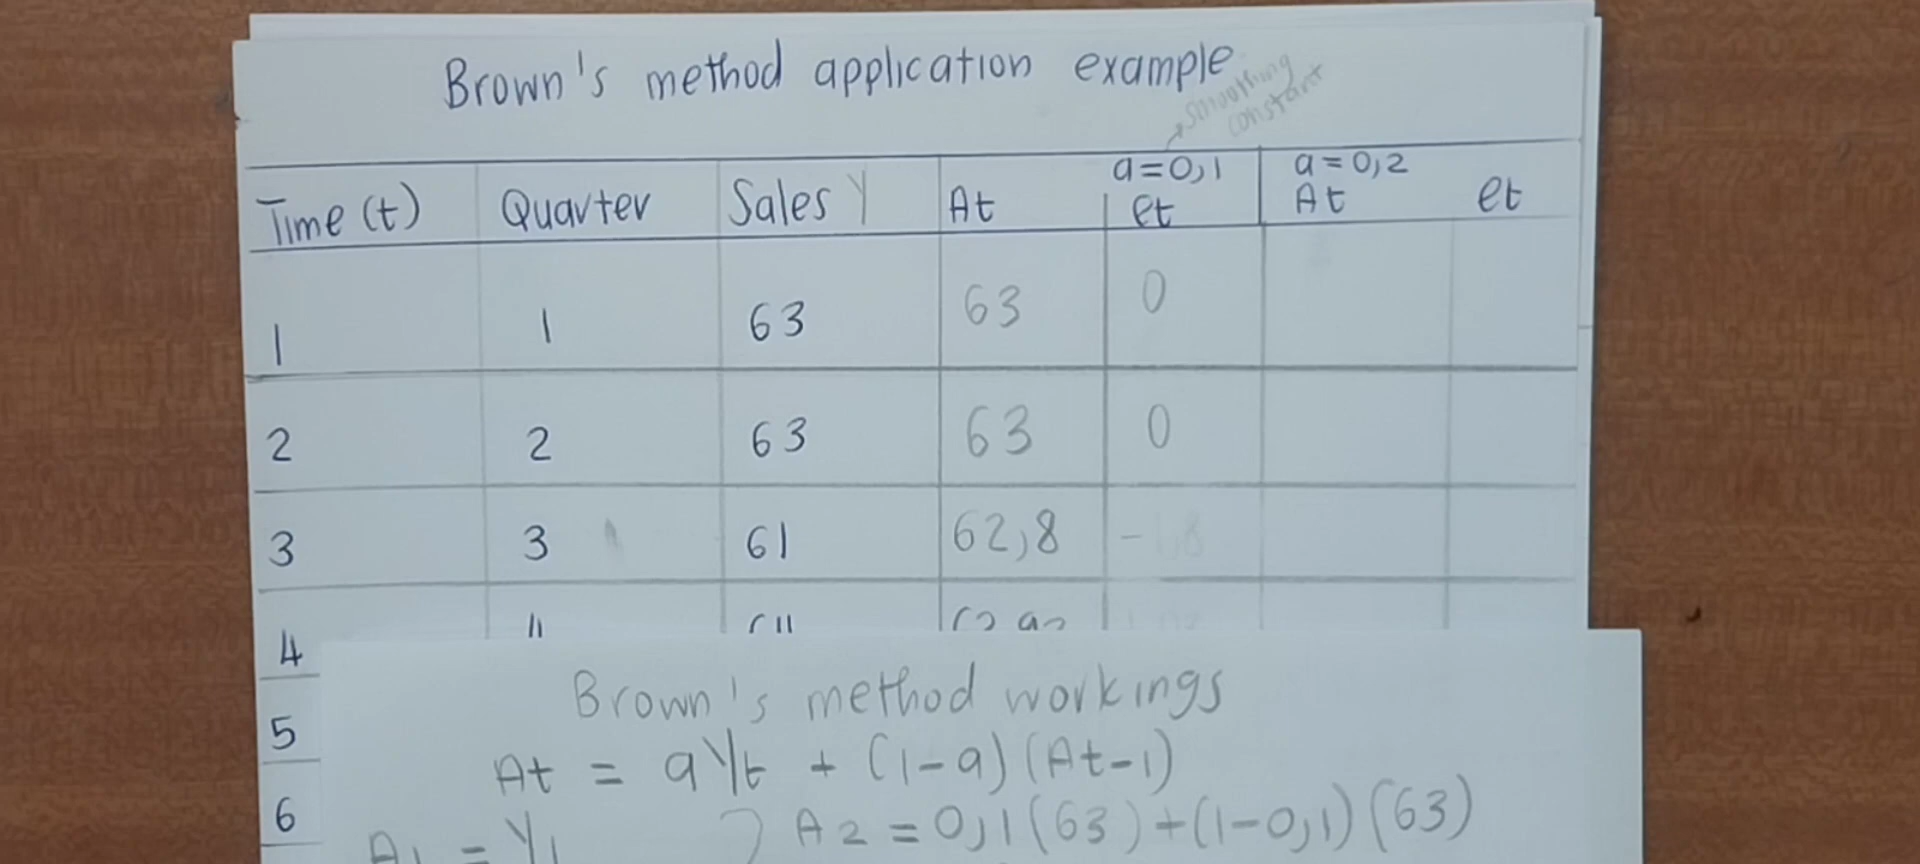 Brown's method application example
smoothing
constant
a=0,1 a=0,2
Time (t) Quarter Sales Y At et At et
1 1 63 63 0
2 2 63 63 0
3 3 61 62,8
4
5
6
Brown's method workings
At = aYt + (1-a)(At-1)
A1 = Y1 A2 = 0,1(63)+(1-0,1)(63)